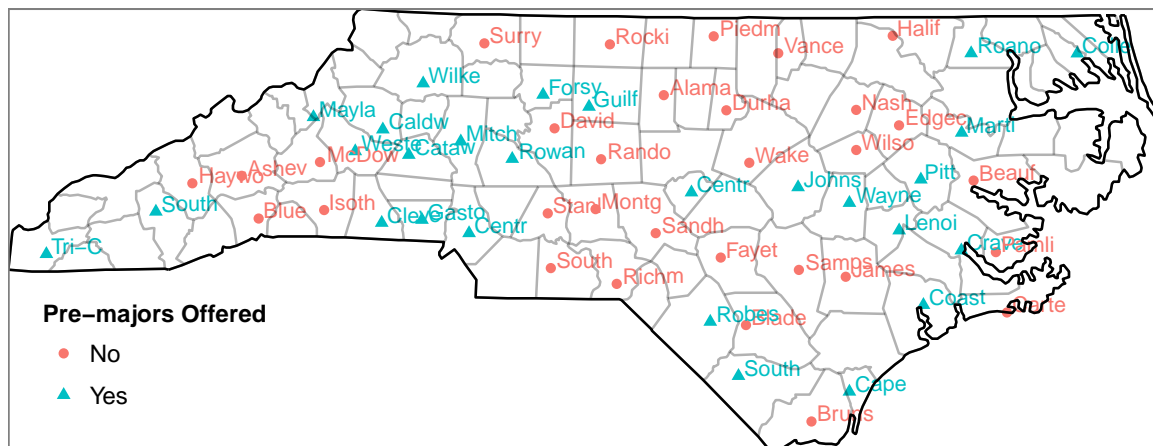 Surry
Rocki
Piedm
Vance
Halif
Roano
Colle
Wilke
Forsy
Guilf
Alama
Durha
Nash
Edgec
Marti
Mayla
Caldw
David
Mitch
Weste
Cataw
Rowan
Rando
Wake
Wilso
McDow
Haywo
Ashev
Centr
Johns
Pitt
Beauf
Wayne
South
Blue
Isoth
Cleve
Gasto
Centr
Stanl
Montg
Sandh
Lenoi
Crave
Pamli
Tri−C
South
Richm
Fayet
Samps
James
Coast
Carte
Robes
Blade
South
Cape
Bruns
Pre−majors Offered
No
Yes